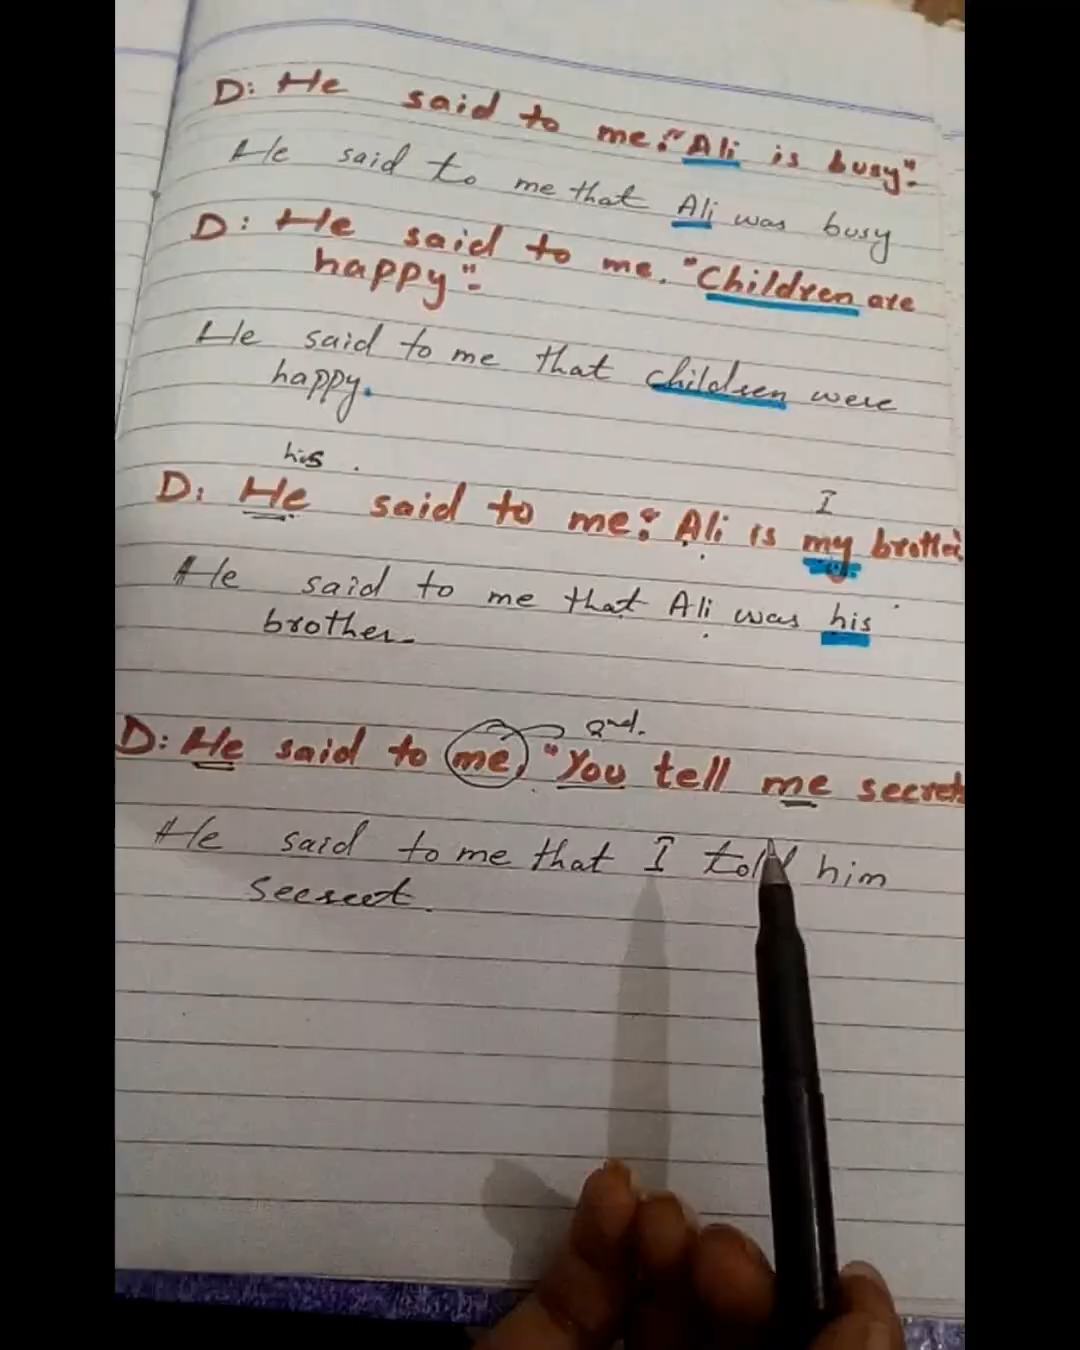 D: He said to me: "Ali is busy".
He said to me that Ali was busy
D: He said to me. "Children are
happy".
He said to me that children were
happy.
his .
I
D: He said to me: Ali is my
He said to me that Ali was his
brother.
2nd.
D: He said to me, "You tell me
He said to me that I told him